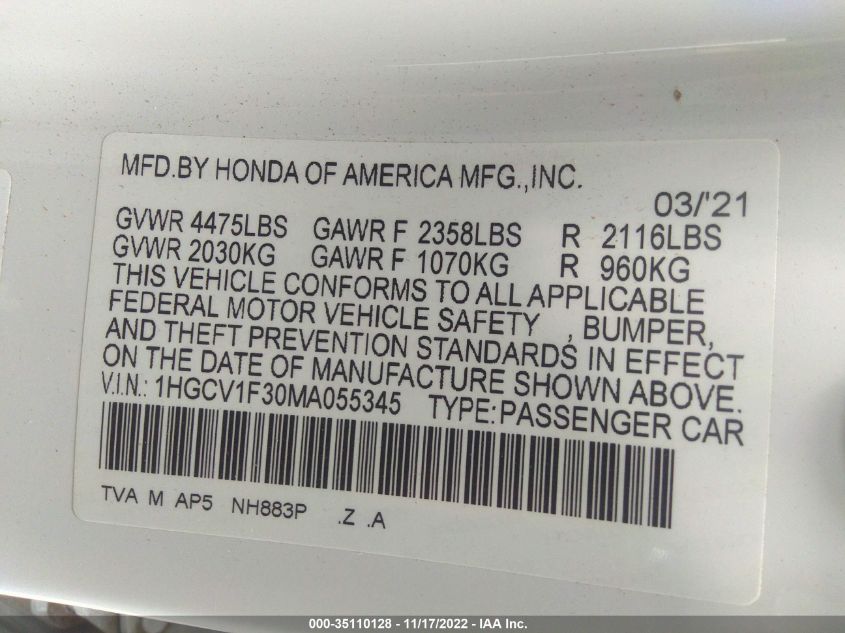 MFD.BY HONDA OF AMERICA MFG.,INC.
03/'21
GVWR 4475LBS GAWR F 2358LBS R 2116LBS
GVWR 2030KG GAWR F 1070KG R 960KG
THIS VEHICLE CONFORMS TO ALL APPLICABLE
FEDERAL MOTOR VEHICLE SAFETY , BUMPER,
AND THEFT PREVENTION STANDARDS IN EFFECT
ON THE DATE OF MANUFACTURE SHOWN ABOVE.
V.I.N.: 1HGCV1F30MA055345 TYPE:PASSENGER CAR
TVA M AP5 NH883P .Z .A
000-35110128 - 11/17/2022 - IAA Inc.